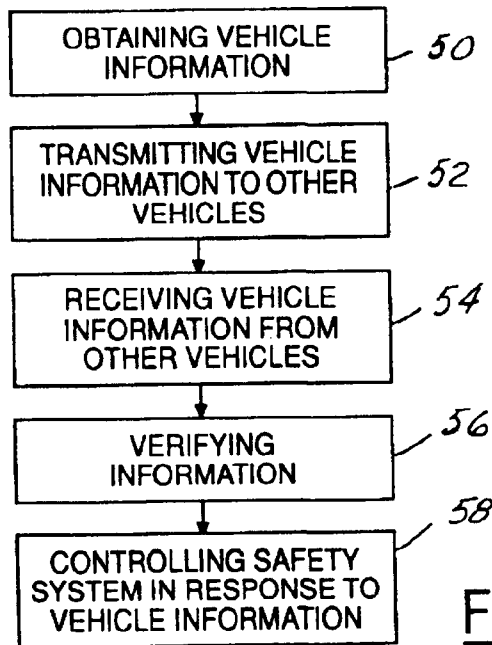 OBTAINING VEHICLE
INFORMATION
50
TRANSMITTING VEHICLE
INFORMATION TO OTHER
VEHICLES
52
RECEIVING VEHICLE
INFORMATION FROM
OTHER VEHICLES
54
VERIFYING
INFORMATION
56
CONTROLLING SAFETY
SYSTEM IN RESPONSE TO
VEHICLE INFORMATION
58
F